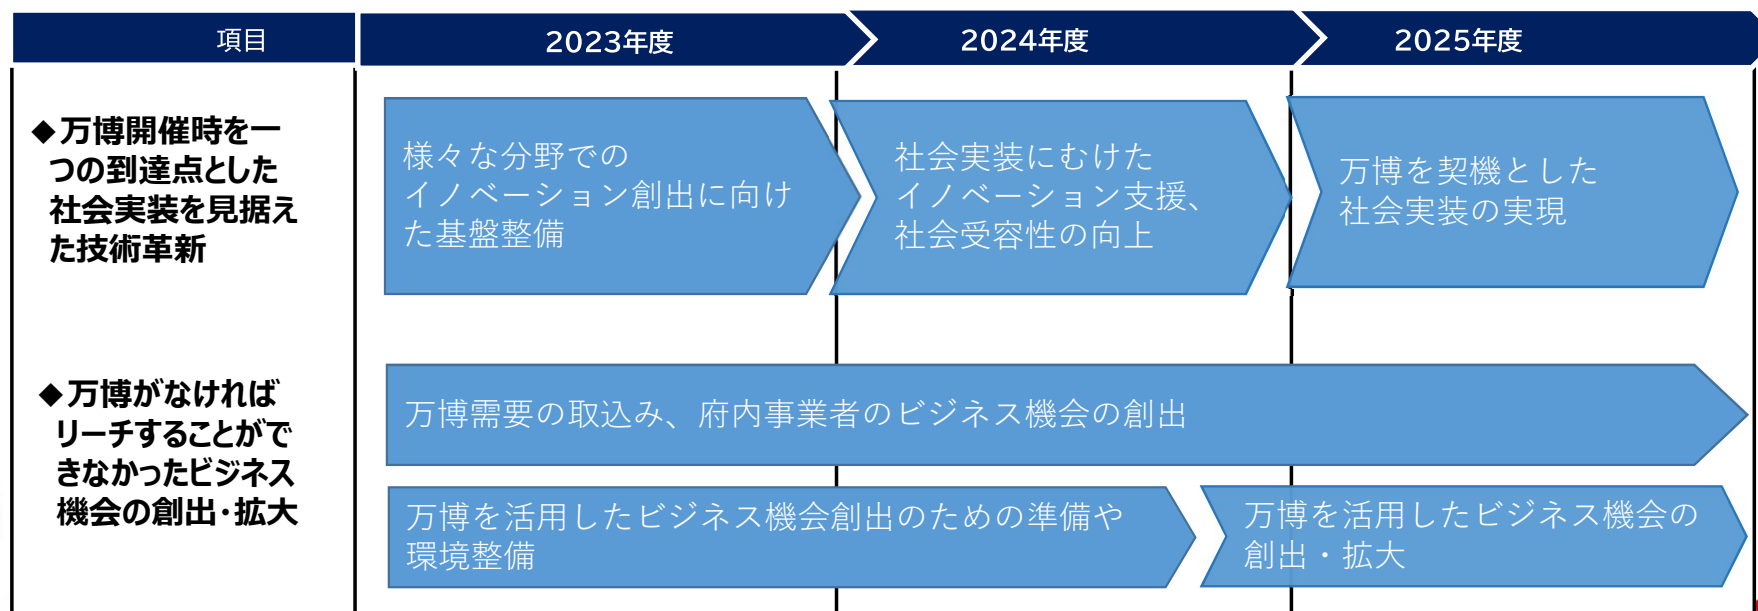 項目
2023年度
2024年度
2025年度
◆万博開催時を一
つの到達点とした
社会実装を見据え
た技術革新
様々な分野での
イノベーション創出に向け
た基盤整備
社会実装にむけた
イノベーション支援、
社会受容性の向上
万博を契機とした
社会実装の実現
◆万博がなければ
リーチすることがで
きなかったビジネス
機会の創出・拡大
万博需要の取込み、府内事業者のビジネス機会の創出
万博を活用したビジネス機会創出のための準備や
環境整備
万博を活用したビジネス機会の
創出・拡大